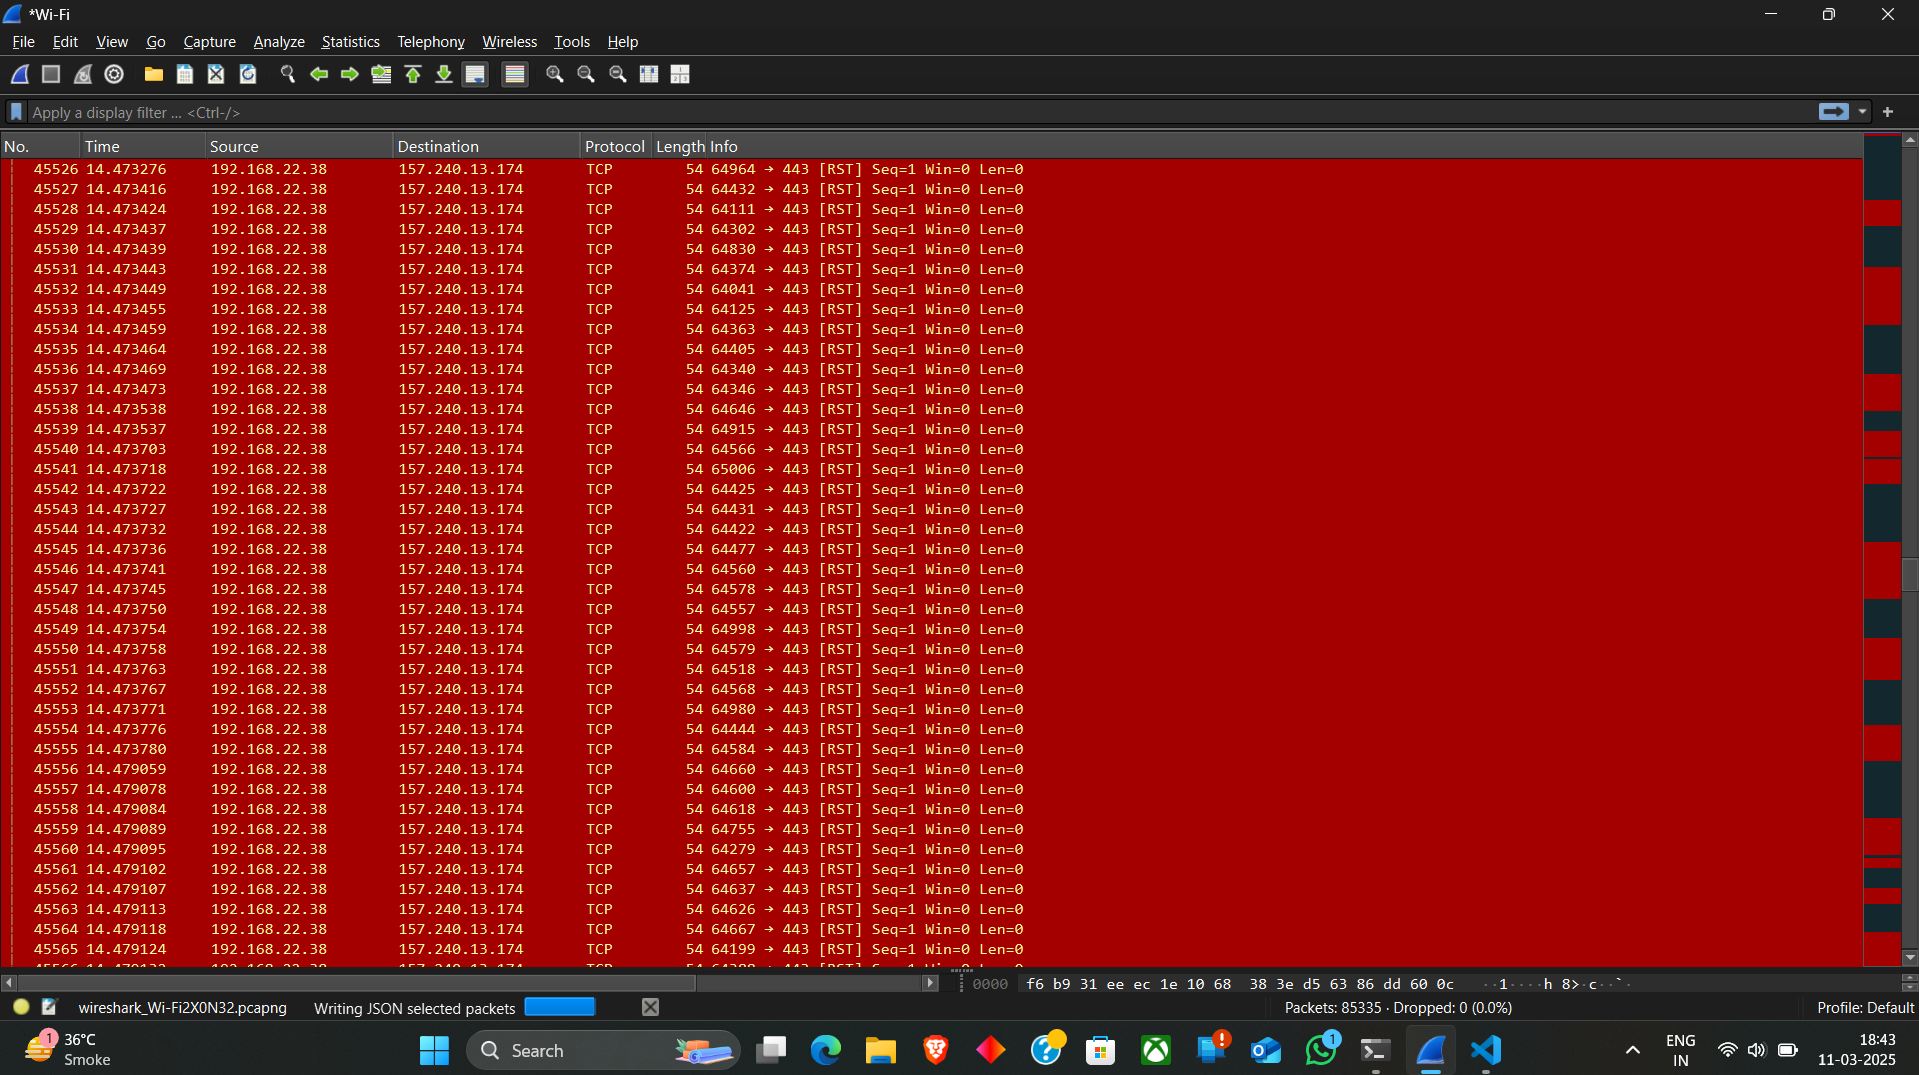 *Wi-Fi
File Edit View Go Capture Analyze Statistics Telephony Wireless Tools Help
Apply a display filter ... <Ctrl-/>
No. Time Source Destination Protocol Length Info
45526 14.473276 192.168.22.38 157.240.13.174 TCP 54 64964 → 443 [RST] Seq=1 Win=0 Len=0
45527 14.473416 192.168.22.38 157.240.13.174 TCP 54 64432 → 443 [RST] Seq=1 Win=0 Len=0
45528 14.473424 192.168.22.38 157.240.13.174 TCP 54 64111 → 443 [RST] Seq=1 Win=0 Len=0
45529 14.473437 192.168.22.38 157.240.13.174 TCP 54 64302 → 443 [RST] Seq=1 Win=0 Len=0
45530 14.473439 192.168.22.38 157.240.13.174 TCP 54 64830 → 443 [RST] Seq=1 Win=0 Len=0
45531 14.473443 192.168.22.38 157.240.13.174 TCP 54 64374 → 443 [RST] Seq=1 Win=0 Len=0
45532 14.473449 192.168.22.38 157.240.13.174 TCP 54 64041 → 443 [RST] Seq=1 Win=0 Len=0
45533 14.473455 192.168.22.38 157.240.13.174 TCP 54 64125 → 443 [RST] Seq=1 Win=0 Len=0
45534 14.473459 192.168.22.38 157.240.13.174 TCP 54 64363 → 443 [RST] Seq=1 Win=0 Len=0
45535 14.473464 192.168.22.38 157.240.13.174 TCP 54 64405 → 443 [RST] Seq=1 Win=0 Len=0
45536 14.473469 192.168.22.38 157.240.13.174 TCP 54 64340 → 443 [RST] Seq=1 Win=0 Len=0
45537 14.473473 192.168.22.38 157.240.13.174 TCP 54 64346 → 443 [RST] Seq=1 Win=0 Len=0
45538 14.473538 192.168.22.38 157.240.13.174 TCP 54 64646 → 443 [RST] Seq=1 Win=0 Len=0
45539 14.473537 192.168.22.38 157.240.13.174 TCP 54 64915 → 443 [RST] Seq=1 Win=0 Len=0
45540 14.473703 192.168.22.38 157.240.13.174 TCP 54 64566 → 443 [RST] Seq=1 Win=0 Len=0
45541 14.473718 192.168.22.38 157.240.13.174 TCP 54 65006 → 443 [RST] Seq=1 Win=0 Len=0
45542 14.473722 192.168.22.38 157.240.13.174 TCP 54 64425 → 443 [RST] Seq=1 Win=0 Len=0
45543 14.473727 192.168.22.38 157.240.13.174 TCP 54 64431 → 443 [RST] Seq=1 Win=0 Len=0
45544 14.473732 192.168.22.38 157.240.13.174 TCP 54 64422 → 443 [RST] Seq=1 Win=0 Len=0
45545 14.473736 192.168.22.38 157.240.13.174 TCP 54 64477 → 443 [RST] Seq=1 Win=0 Len=0
45546 14.473741 192.168.22.38 157.240.13.174 TCP 54 64560 → 443 [RST] Seq=1 Win=0 Len=0
45547 14.473745 192.168.22.38 157.240.13.174 TCP 54 64578 → 443 [RST] Seq=1 Win=0 Len=0
45548 14.473750 192.168.22.38 157.240.13.174 TCP 54 64557 → 443 [RST] Seq=1 Win=0 Len=0
45549 14.473754 192.168.22.38 157.240.13.174 TCP 54 64998 → 443 [RST] Seq=1 Win=0 Len=0
45550 14.473758 192.168.22.38 157.240.13.174 TCP 54 64579 → 443 [RST] Seq=1 Win=0 Len=0
45551 14.473763 192.168.22.38 157.240.13.174 TCP 54 64518 → 443 [RST] Seq=1 Win=0 Len=0
45552 14.473767 192.168.22.38 157.240.13.174 TCP 54 64568 → 443 [RST] Seq=1 Win=0 Len=0
45553 14.473771 192.168.22.38 157.240.13.174 TCP 54 64980 → 443 [RST] Seq=1 Win=0 Len=0
45554 14.473776 192.168.22.38 157.240.13.174 TCP 54 64444 → 443 [RST] Seq=1 Win=0 Len=0
45555 14.473780 192.168.22.38 157.240.13.174 TCP 54 64584 → 443 [RST] Seq=1 Win=0 Len=0
45556 14.479059 192.168.22.38 157.240.13.174 TCP 54 64660 → 443 [RST] Seq=1 Win=0 Len=0
45557 14.479078 192.168.22.38 157.240.13.174 TCP 54 64600 → 443 [RST] Seq=1 Win=0 Len=0
45558 14.479084 192.168.22.38 157.240.13.174 TCP 54 64618 → 443 [RST] Seq=1 Win=0 Len=0
45559 14.479089 192.168.22.38 157.240.13.174 TCP 54 64755 → 443 [RST] Seq=1 Win=0 Len=0
45560 14.479095 192.168.22.38 157.240.13.174 TCP 54 64279 → 443 [RST] Seq=1 Win=0 Len=0
45561 14.479102 192.168.22.38 157.240.13.174 TCP 54 64657 → 443 [RST] Seq=1 Win=0 Len=0
45562 14.479107 192.168.22.38 157.240.13.174 TCP 54 64637 → 443 [RST] Seq=1 Win=0 Len=0
45563 14.479113 192.168.22.38 157.240.13.174 TCP 54 64626 → 443 [RST] Seq=1 Win=0 Len=0
45564 14.479118 192.168.22.38 157.240.13.174 TCP 54 64667 → 443 [RST] Seq=1 Win=0 Len=0
45565 14.479124 192.168.22.38 157.240.13.174 TCP 54 64199 → 443 [RST] Seq=1 Win=0 Len=0
0000 f6 b9 31 ee ec 1e 10 68 38 3e d5 63 86 dd 60 0c ··1····h 8>·c··`·
wireshark_Wi-Fi2X0N32.pcapng Writing JSON selected packets Packets: 85335 · Dropped: 0 (0.0%) Profile: Default
1 36°C
Smoke
Search
1
ENG
IN
18:43
11-03-2025